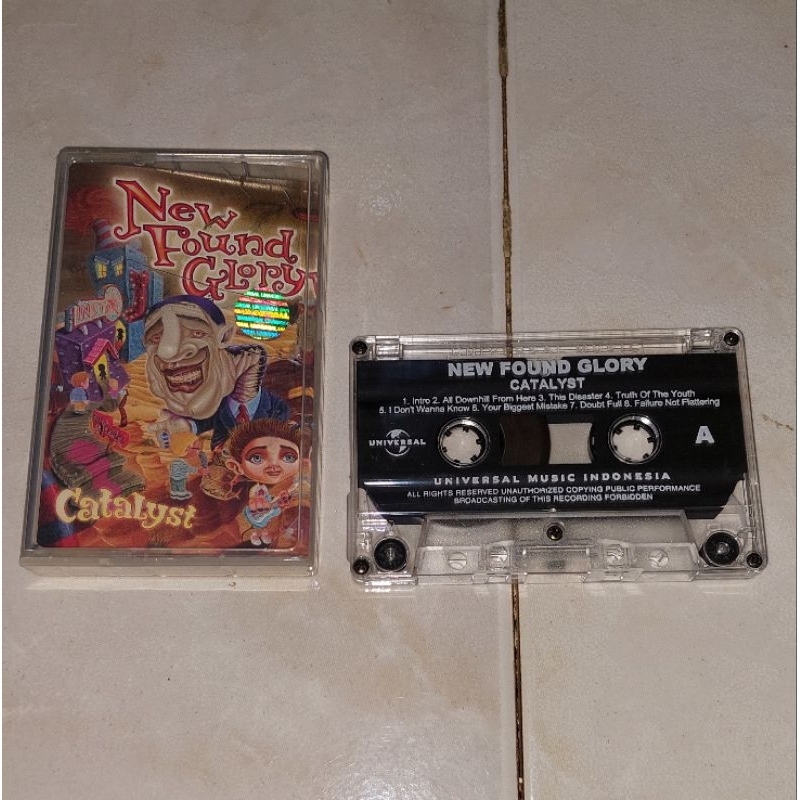 New
Found
Glory
Catalyst
NEW FOUND GLORY
CATALYST
1. Intro 2. All Downhill From Here 3. This Disaster 4. Truth Of The Youth
5. I Don't Wanna Know 6. Your Biggest Mistake 7. Doubt Full 8. Failure Not Flattering
UNIVERSAL
A
UNIVERSAL MUSIC INDONESIA
ALL RIGHTS RESERVED UNAUTHORIZED COPYING PUBLIC PERFORMANCE
BROADCASTING OF THIS RECORDING FORBIDDEN